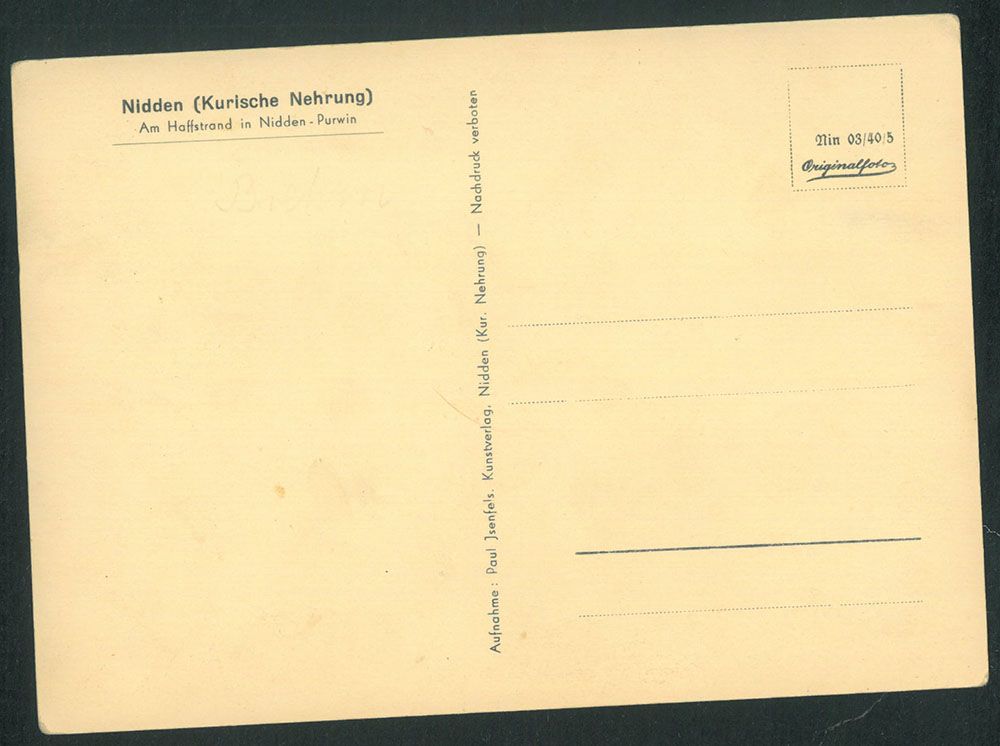 Nidden (Kurische Nehrung)
Am Haffstrand in Nidden - Purwin
Aufnahme: Paul Jsenfels. Kunstverlag, Nidden (Kur. Nehrung) — Nachdruck verboten
Nin 03/40/5
Originalfoto